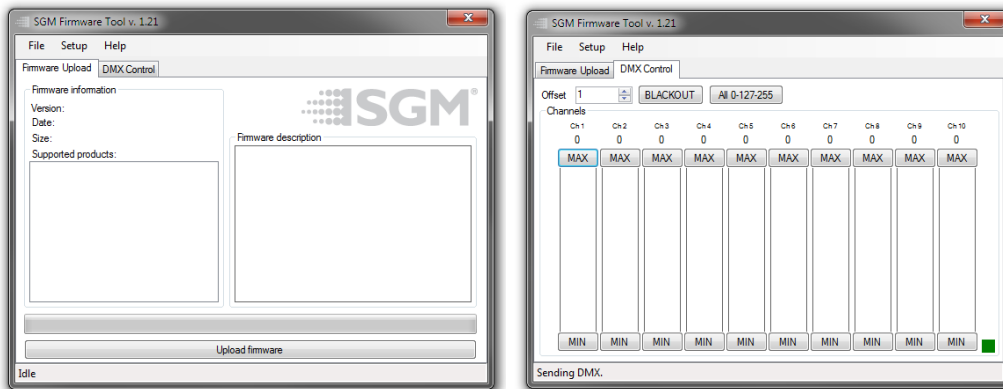 SGM Firmware Tool v. 1.21
File Setup Help
Firmware Upload DMX Control
Firmware information
Version:
Date:
Size:
Supported products:
SGM®
Firmware description
Upload firmware
Idle
SGM Firmware Tool v. 1.21
File Setup Help
Firmware Upload DMX Control
Offset 1 BLACKOUT All 0-127-255
Channels
Ch 1 Ch 2 Ch 3 Ch 4 Ch 5 Ch 6 Ch 7 Ch 8 Ch 9 Ch 10
0 0 0 0 0 0 0 0 0 0
MAX MAX MAX MAX MAX MAX MAX MAX MAX MAX
MIN MIN MIN MIN MIN MIN MIN MIN MIN MIN
Sending DMX.